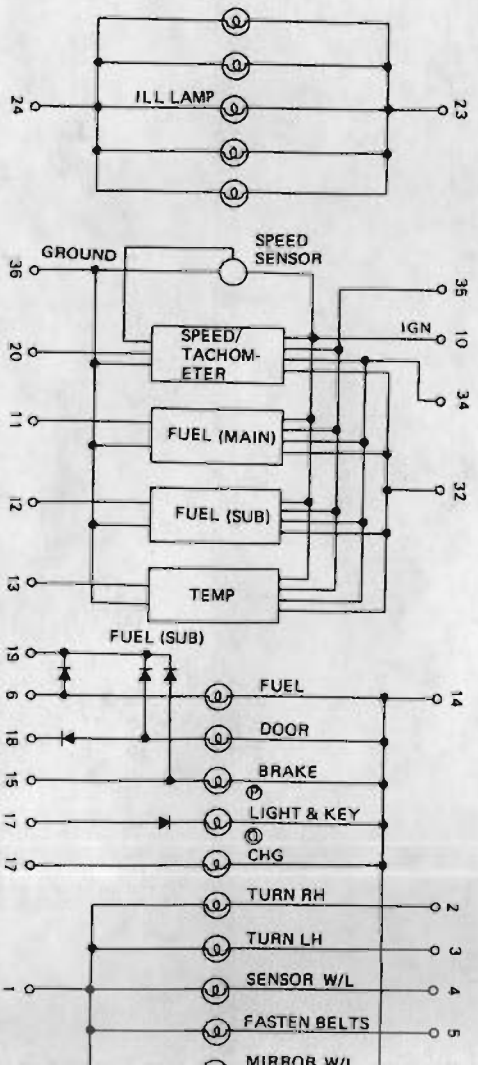 ILL LAMP
24
23
GROUND
SPEED
SENSOR
36
35
IGN
10
SPEED/
TACHOM-
ETER
20
34
11
FUEL (MAIN)
32
12
FUEL (SUB)
13
TEMP
FUEL (SUB)
19
6
FUEL
14
18
DOOR
15
BRAKE
P
17
LIGHT & KEY
Q
17
CHG
TURN RH
2
TURN LH
3
1
SENSOR W/L
4
FASTEN BELTS
5
MIRROR W/L